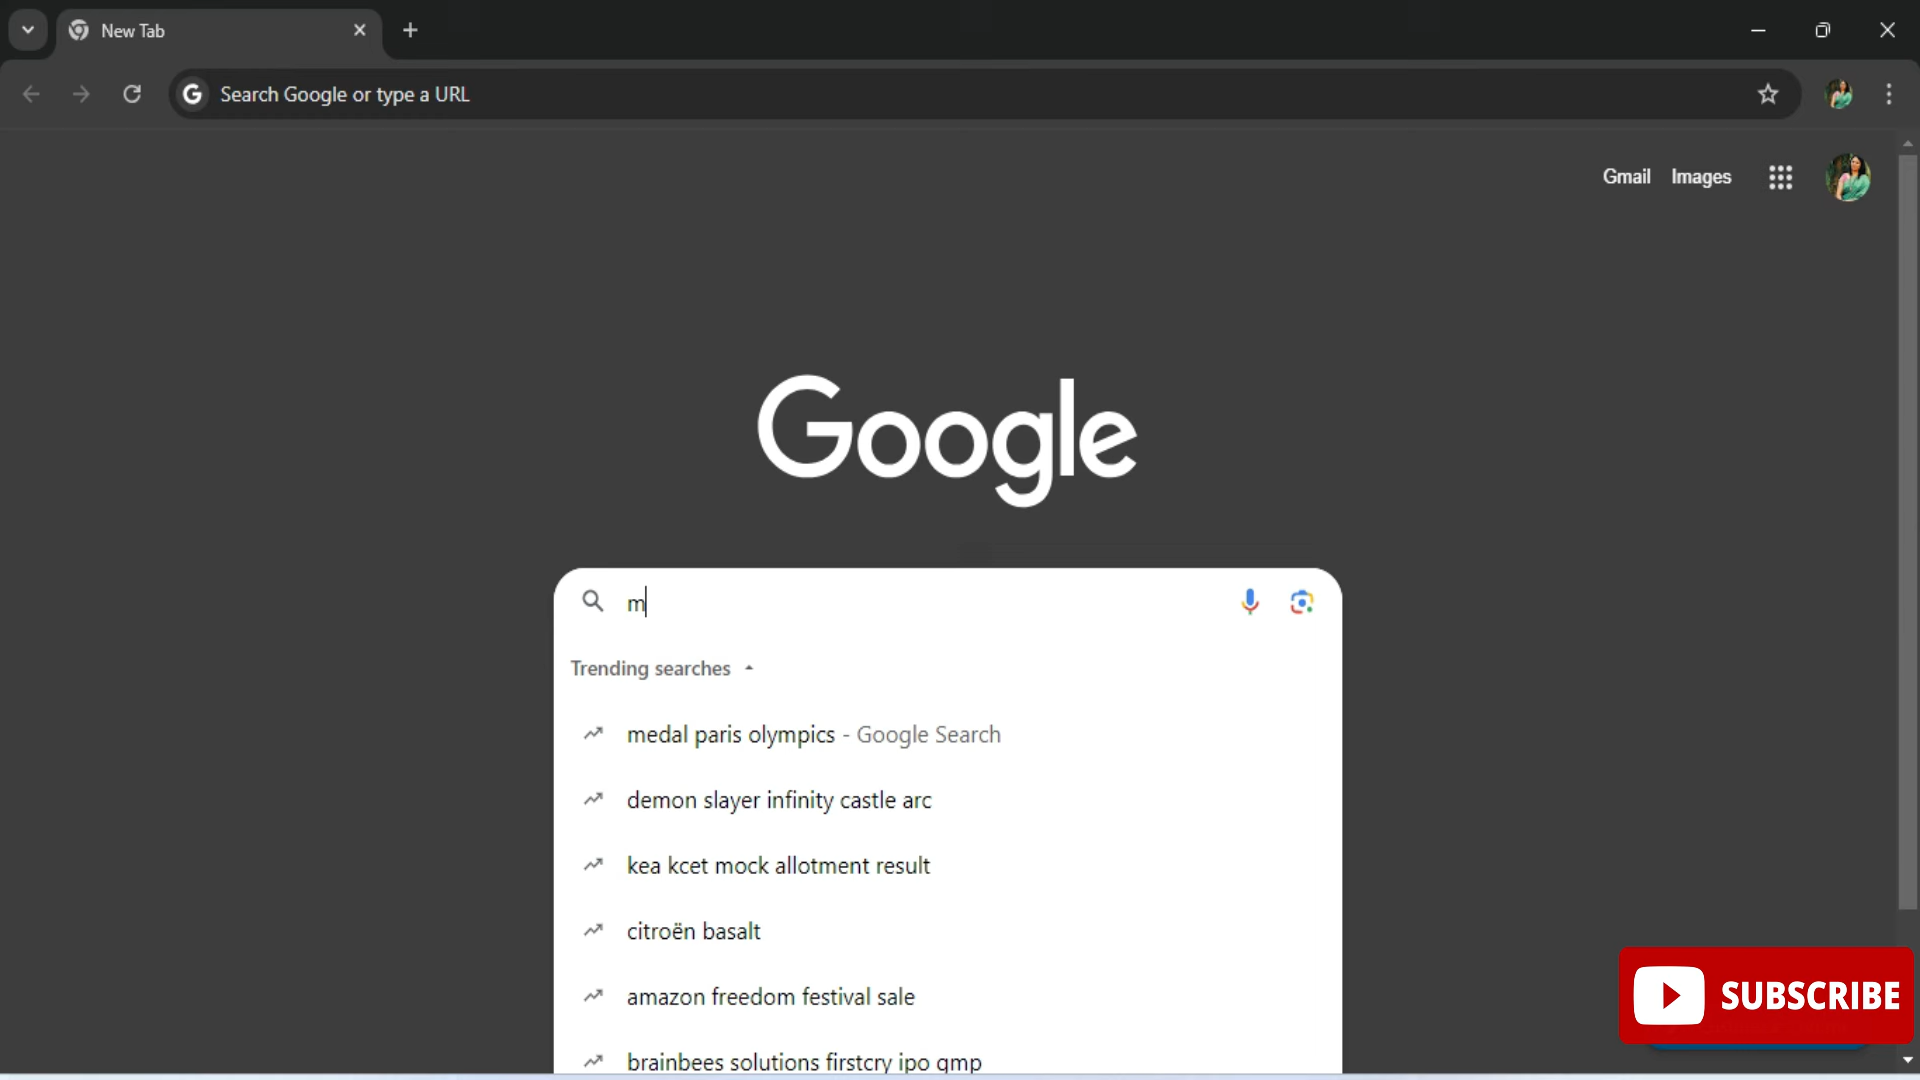 New Tab
Search Google or type a URL
Gmail Images
Google
m
Trending searches
medal paris olympics - Google Search
demon slayer infinity castle arc
kea kcet mock allotment result
citroën basalt
amazon freedom festival sale
brainbees solutions firstcry ipo gmp
SUBSCRIBE